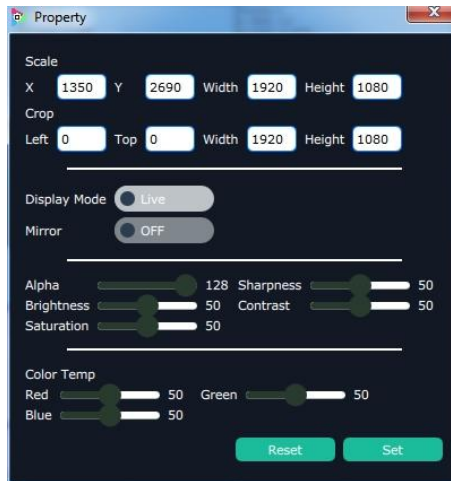 Property
Scale
X 1350 Y 2690 Width 1920 Height 1080
Crop
Left 0 Top 0 Width 1920 Height 1080
Display Mode Live
Mirror OFF
Alpha 128 Sharpness 50
Brightness 50 Contrast 50
Saturation 50
Color Temp
Red 50 Green 50
Blue 50
Reset Set